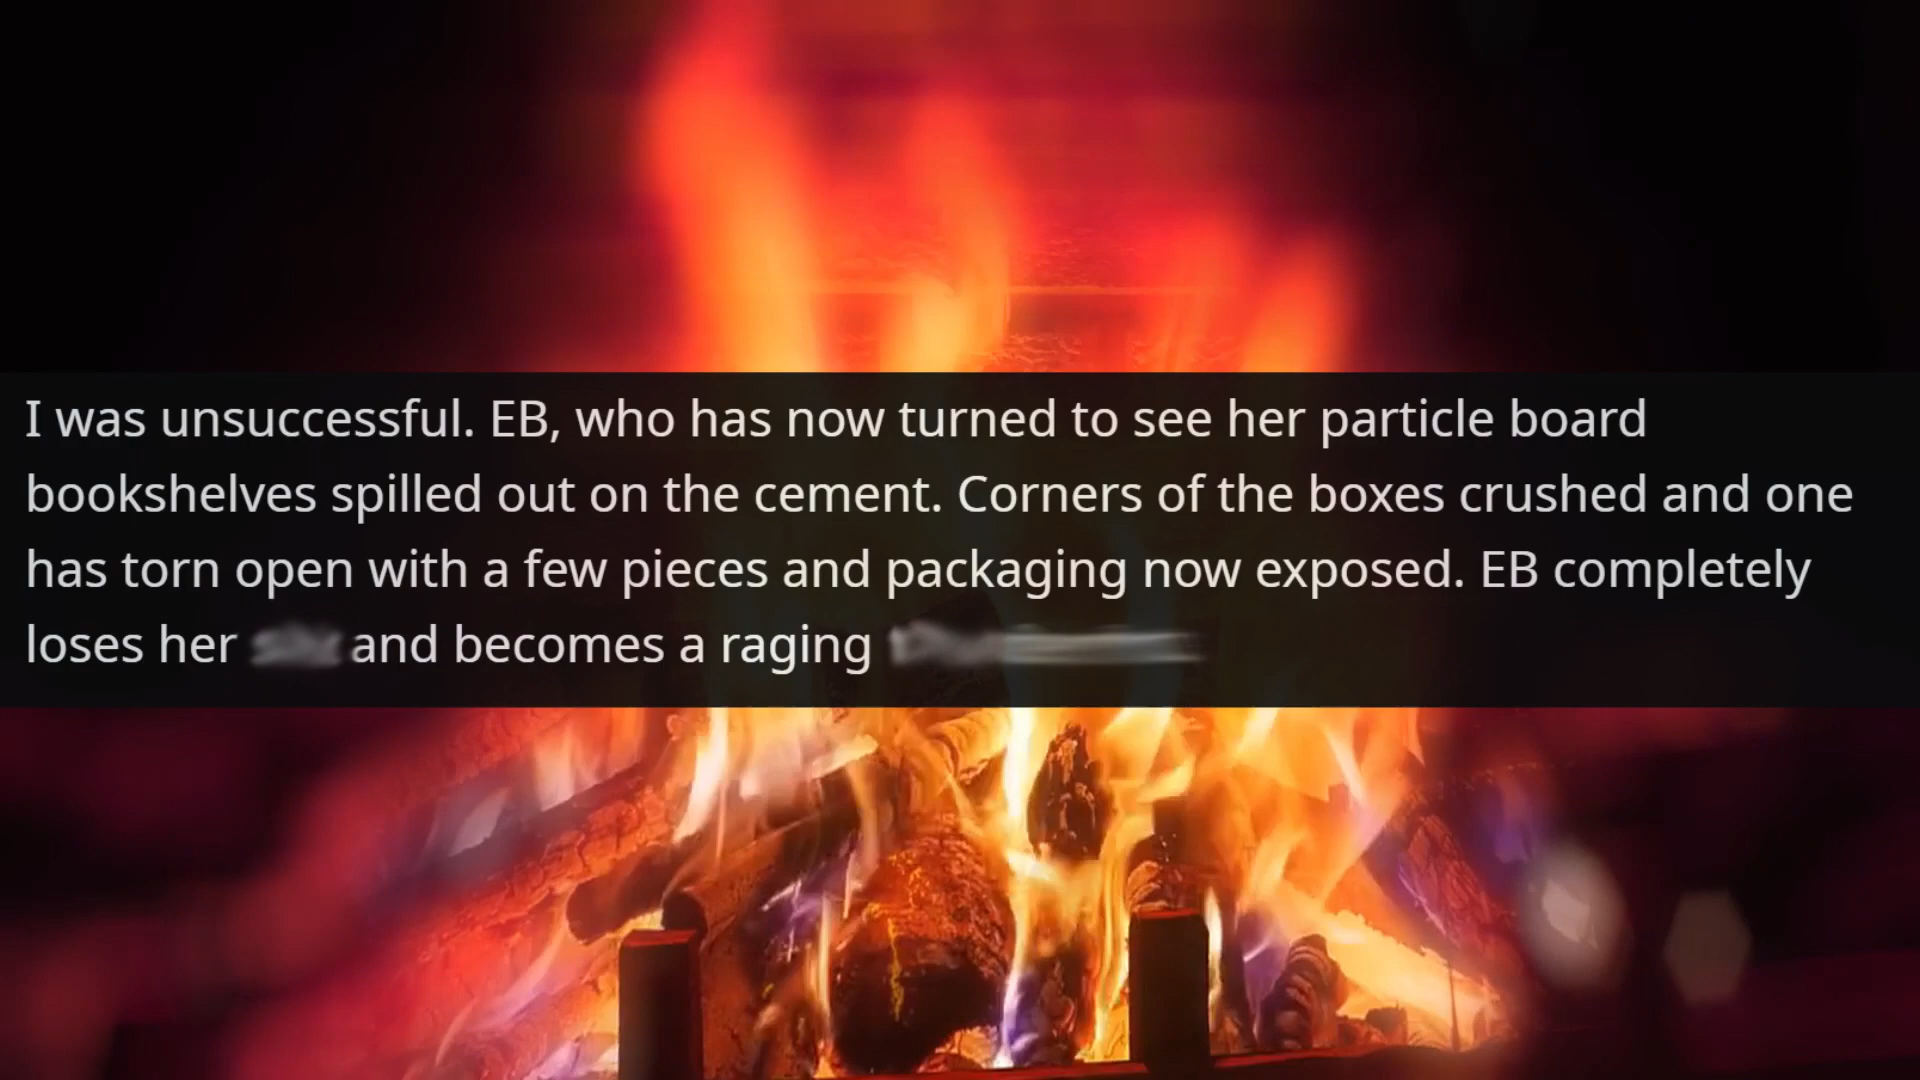 I was unsuccessful. EB, who has now turned to see her particle board
bookshelves spilled out on the cement. Corners of the boxes crushed and one
has torn open with a few pieces and packaging now exposed. EB completely
loses her and becomes a raging